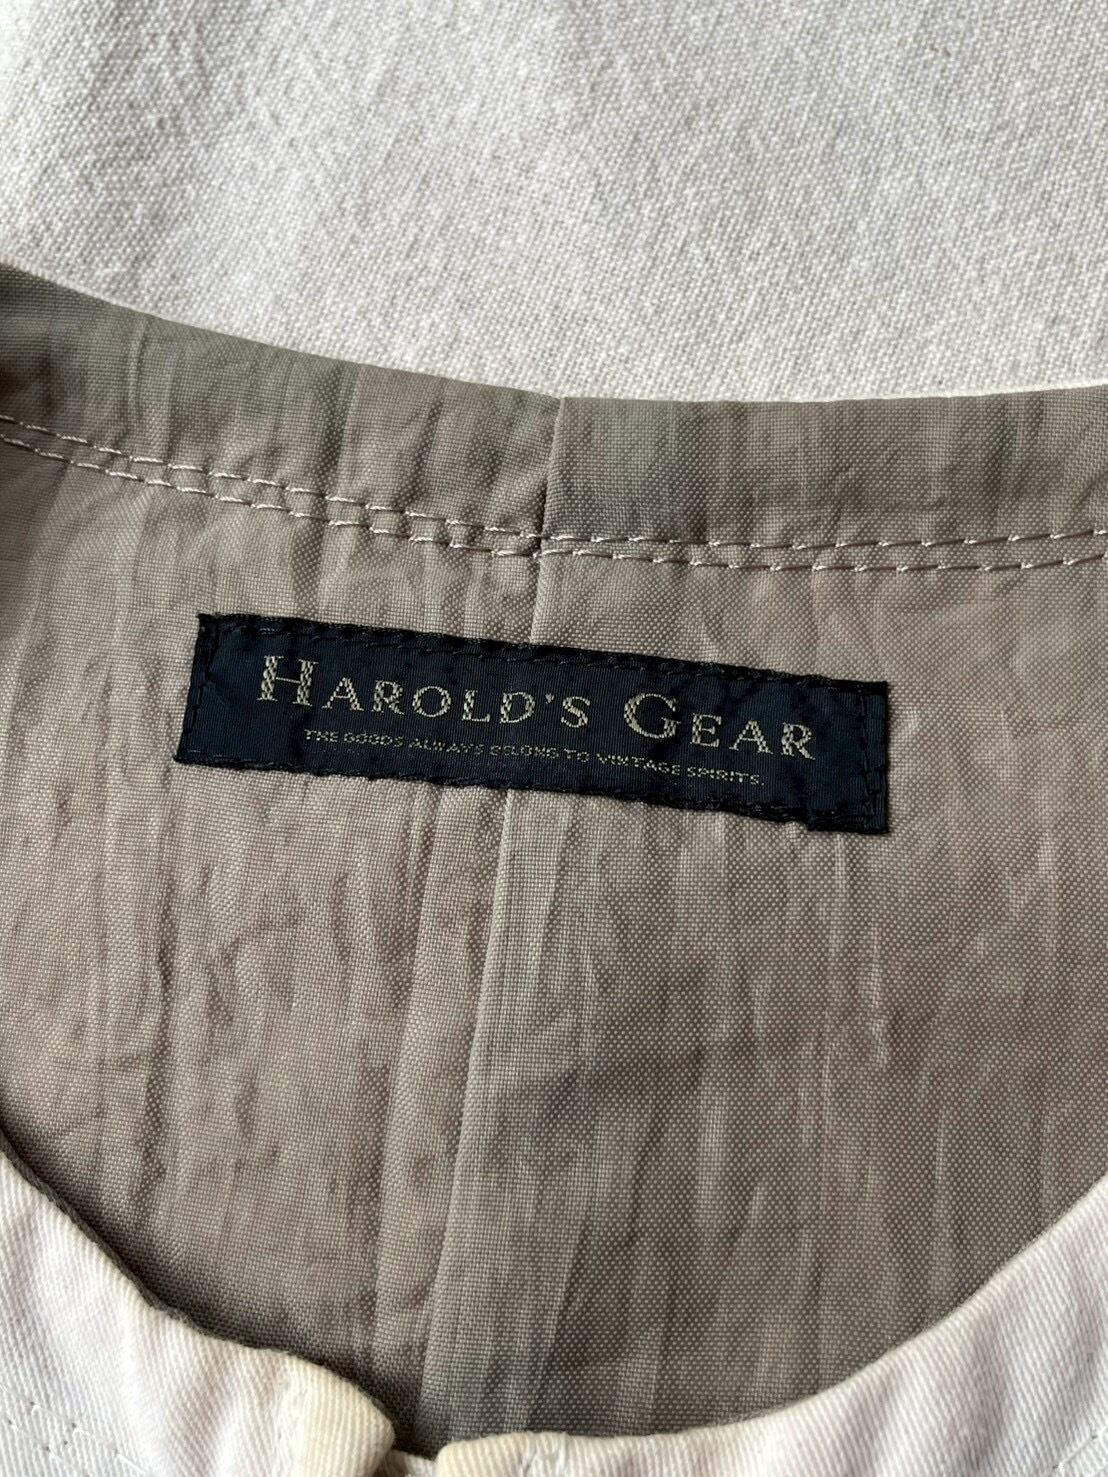 HAROLD'S GEAR
THE GOODS ALWAYS BELONG TO VINTAGE SPIRITS.